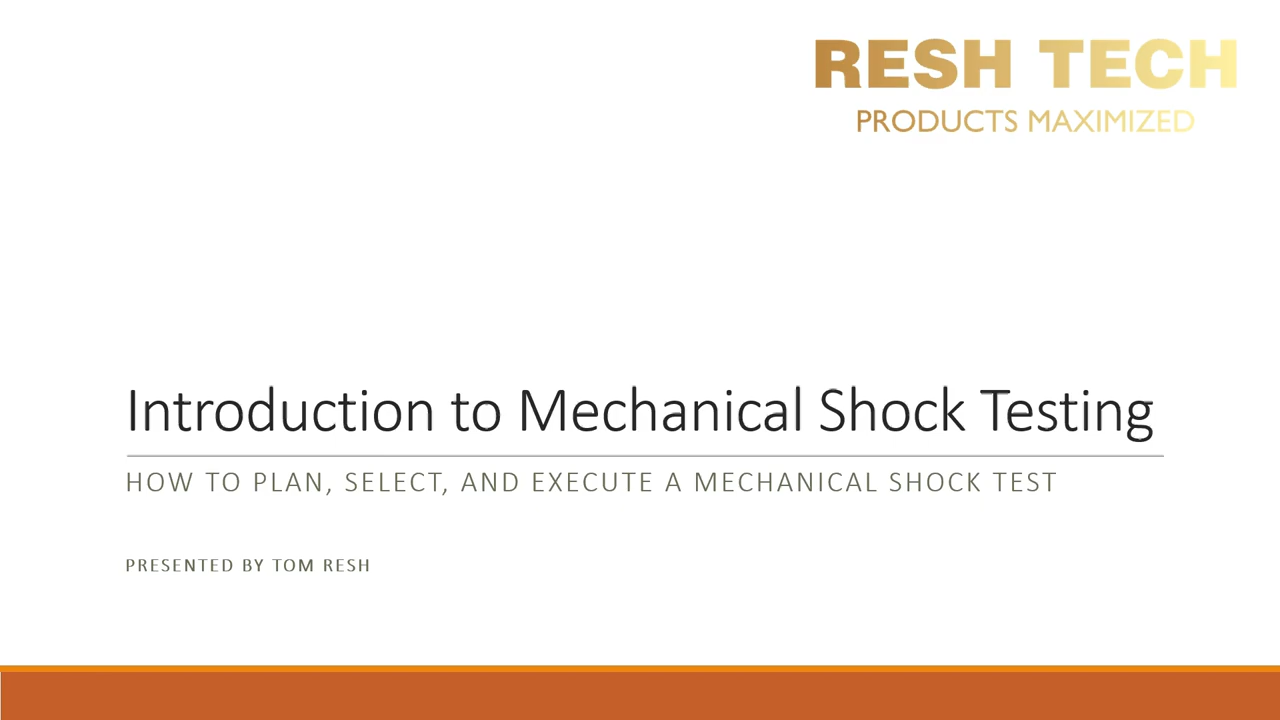 RESH TECH
PRODUCTS MAXIMIZED
Introduction to Mechanical Shock Testing
HOW TO PLAN, SELECT, AND EXECUTE A MECHANICAL SHOCK TEST
PRESENTED BY TOM RESH